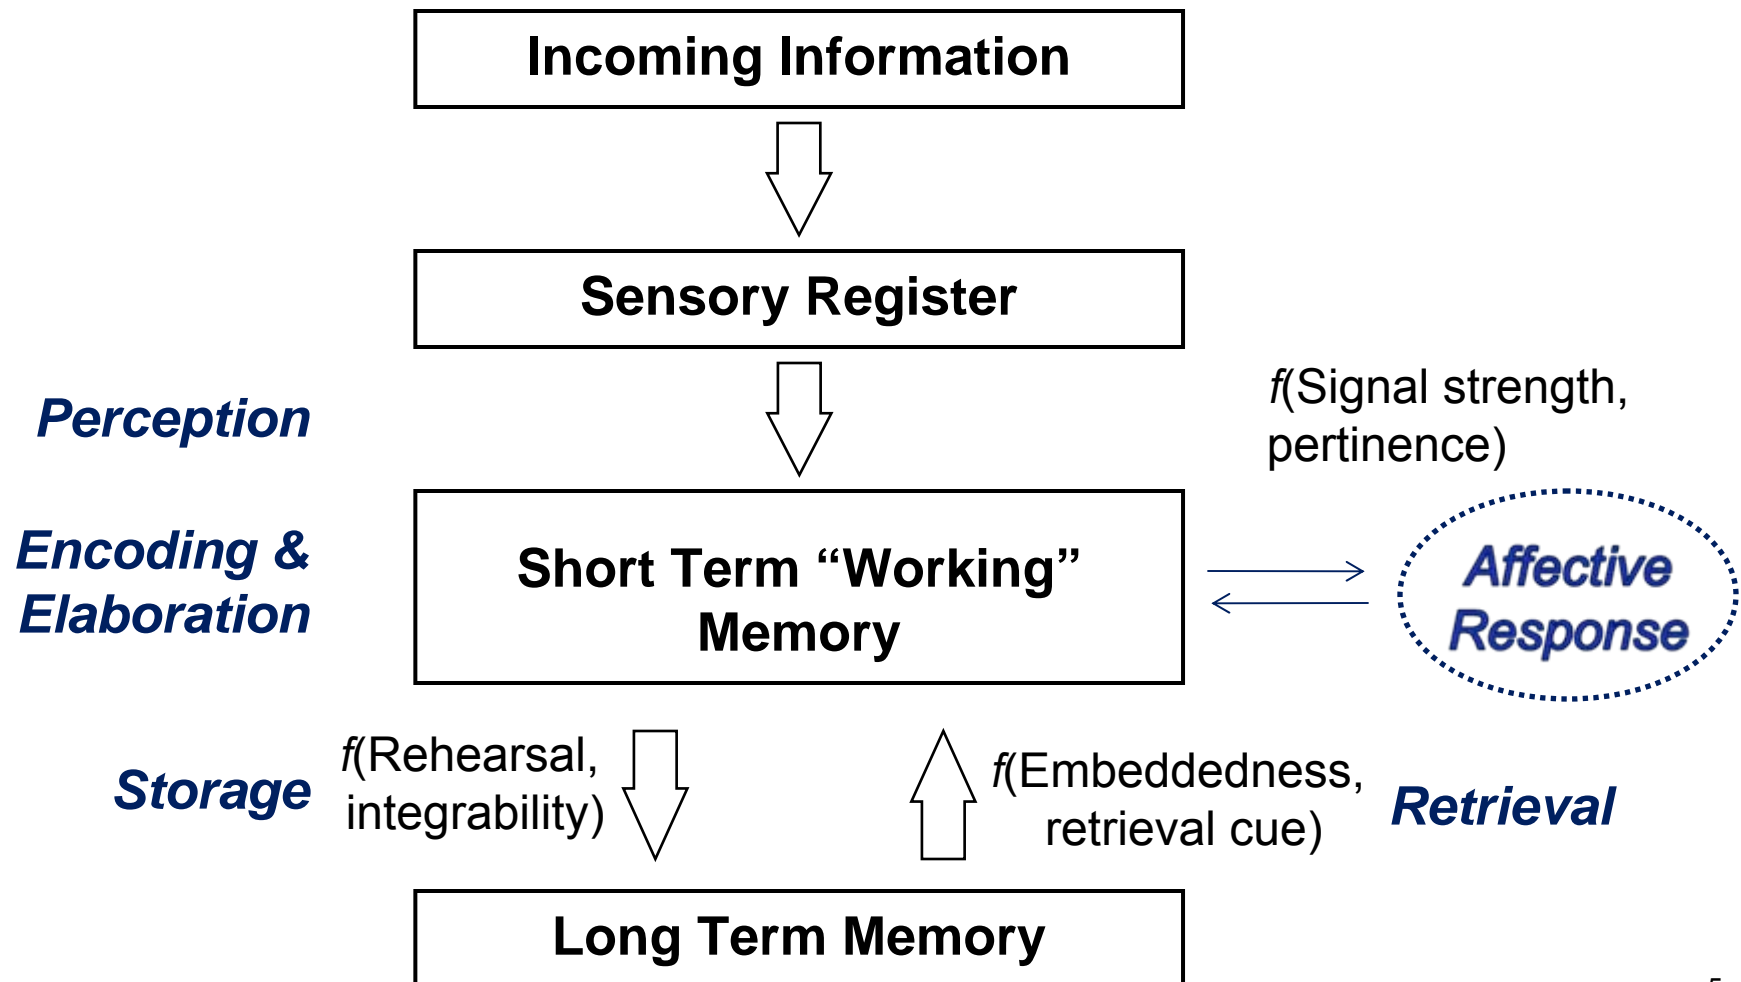 Incoming Information
Sensory Register
Perception
f(Signal strength,
pertinence)
Encoding &
Elaboration
Short Term “Working”
Memory
Affective
Response
Storage
f(Rehearsal,
integrability)
f(Embeddedness,
retrieval cue)
Retrieval
Long Term Memory